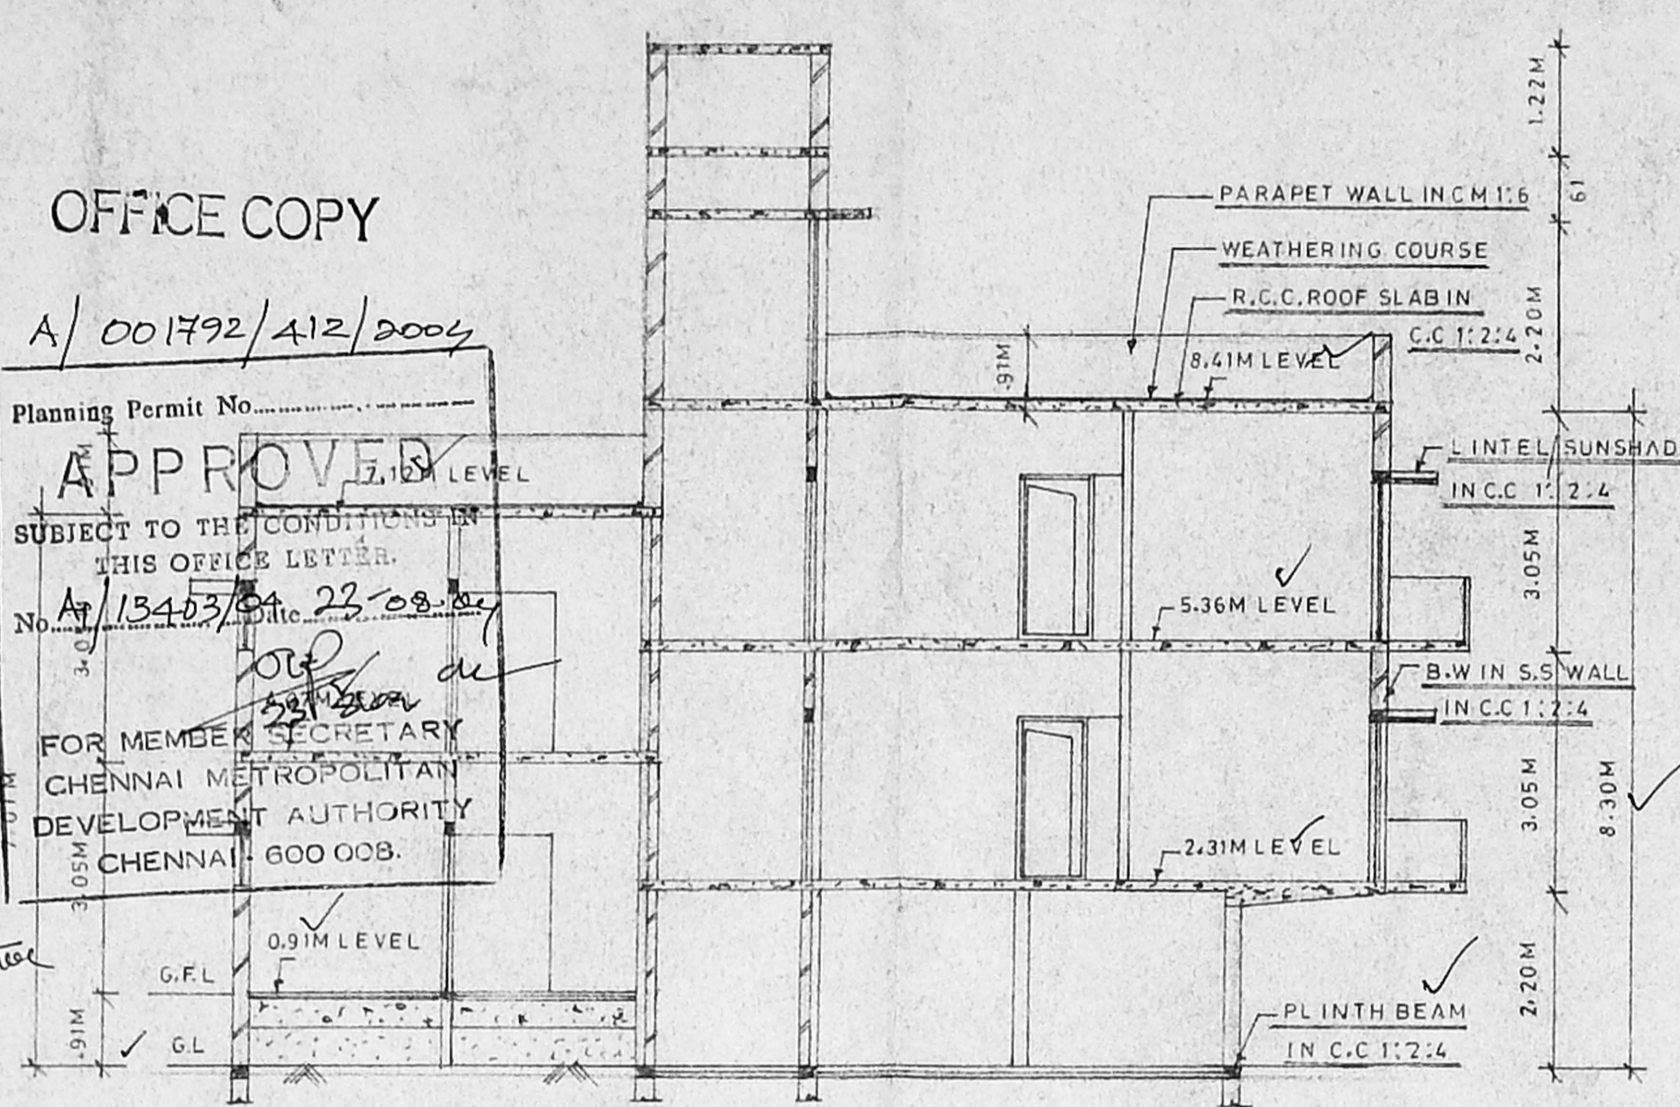 OFFICE COPY
A/ 001792/412/2004
Planning Permit No.
APPROVED
SUBJECT TO THE CONDITIONS IN
THIS OFFICE LETTER.
No. A1/13403/04 Date 23-08-04
FOR MEMBER SECRETARY
CHENNAI METROPOLITAN
DEVELOPMENT AUTHORITY
CHENNAI - 600 008.
LEVEL
3.05M
0.91M LEVEL
G.F.L
.91M
G.L
PARAPET WALL IN C M 1:6
WEATHERING COURSE
R.C.C. ROOF SLAB IN
C.C 1:2:4
.91M
8.41M LEVEL
LINTEL/SUNSHAD
IN C.C 1:2:4
5.36M LEVEL
B.W IN S.S WALL
IN C.C 1:2:4
2.31M LEVEL
PLINTH BEAM
IN C.C 1:2:4
1.22M
61
2.20M
3.05M
3.05M
8.30M
2.20M